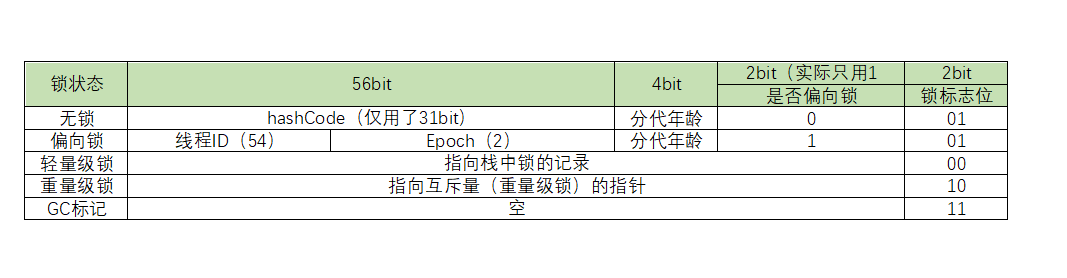 锁状态 56bit 4bit 2bit（实际只用1 2bit
是否偏向锁 锁标志位
无锁 hashCode（仅用了31bit） 分代年龄 0 01
偏向锁 线程ID（54） Epoch（2） 分代年龄 1 01
轻量级锁 指向栈中锁的记录 00
重量级锁 指向互斥量（重量级锁）的指针 10
GC标记 空 11